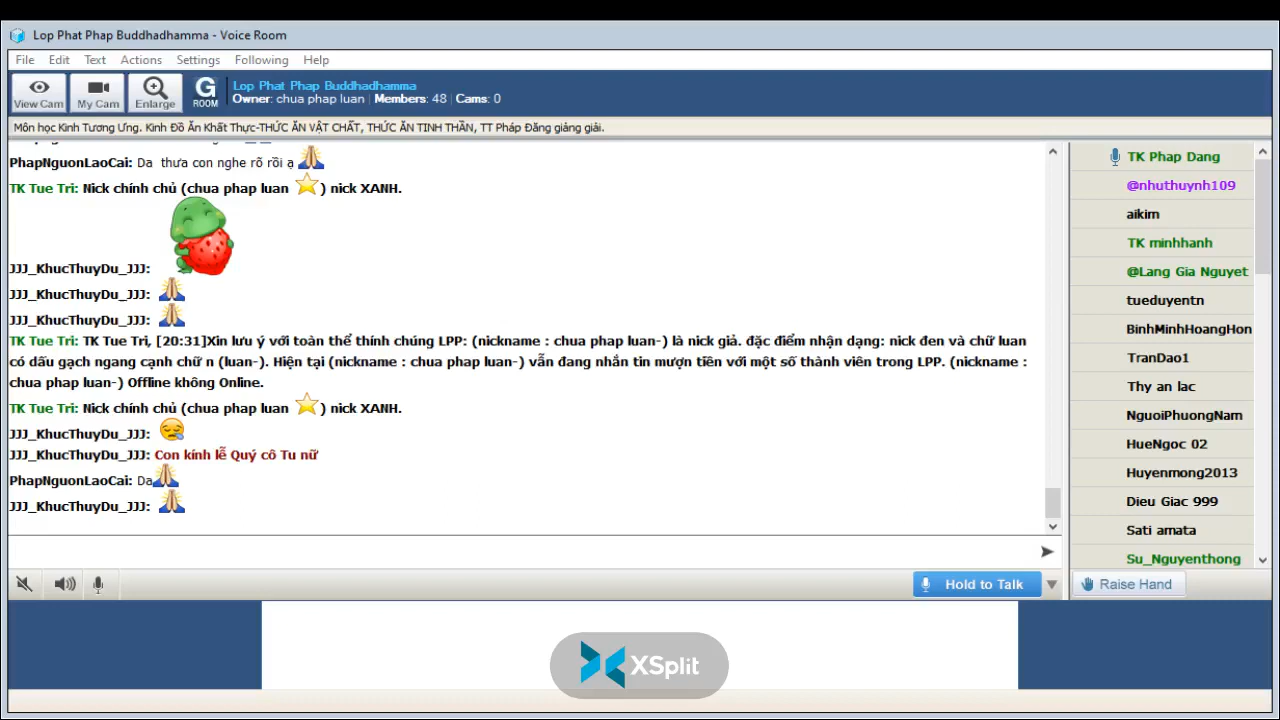 Lop Phat Phap Buddhadhamma - Voice Room
File Edit Text Actions Settings Following Help
View Cam My Cam Enlarge G ROOM
Lop Phat Phap Buddhadhamma
Owner: chua phap luan | Members: 48 | Cams: 0
Môn học Kinh Tương Ưng. Kinh Đồ Ăn Khất Thực-THỨC ĂN VẬT CHẤT, THỨC ĂN TINH THẦN, TT Pháp Đăng giảng giải.
PhapNguonLaoCai: Da thưa con nghe rõ rồi ạ
TK Tue Tri: Nick chính chủ (chua phap luan ) nick XANH.
JJJ_KhucThuyDu_JJJ:
JJJ_KhucThuyDu_JJJ:
JJJ_KhucThuyDu_JJJ:
TK Tue Tri: TK Tue Tri, [20:31]Xin lưu ý với toàn thể thính chúng LPP: (nickname : chua phap luan-) là nick giả. đặc điểm nhận dạng: nick đen và chữ luan
có dấu gạch ngang cạnh chữ n (luan-). Hiện tại (nickname : chua phap luan-) vẫn đang nhắn tin mượn tiền với một số thành viên trong LPP. (nickname :
chua phap luan-) Offline không Online.
TK Tue Tri: Nick chính chủ (chua phap luan ) nick XANH.
JJJ_KhucThuyDu_JJJ:
JJJ_KhucThuyDu_JJJ: Con kính lễ Quý cô Tu nữ
PhapNguonLaoCai: Da
JJJ_KhucThuyDu_JJJ:
TK Phap Dang
@nhuthuynh109
aikim
TK minhhanh
@Lang Gia Nguyet
tueduyentn
BinhMinhHoangHon
TranDao1
Thy an lac
NguoiPhuongNam
HueNgoc 02
Huyenmong2013
Dieu Giac 999
Sati amata
Su_Nguyenthong
Hold to Talk
Raise Hand
XSplit